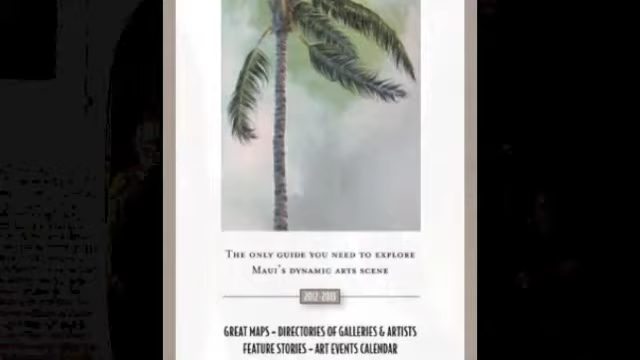 The only guide you need to explore
Maui's dynamic arts scene
2012-2013
GREAT MAPS - DIRECTORIES OF GALLERIES & ARTISTS
FEATURE STORIES - ART EVENTS CALENDAR